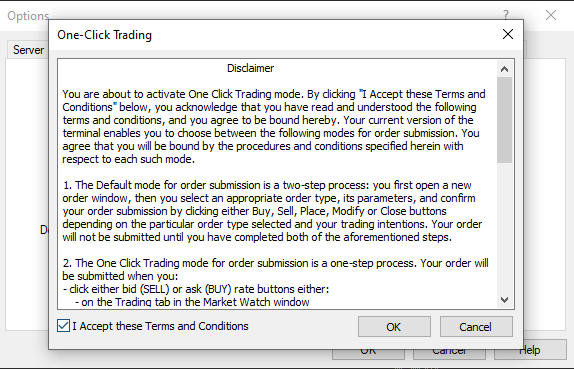 Options
?
One-Click Trading
Server
Disclaimer
You are about to activate One Click Trading mode. By clicking "I Accept these Terms and
Conditions" below, you acknowledge that you have read and understood the following
terms and conditions, and you agree to be bound hereby. Your current version of the
terminal enables you to choose between the following modes for order submission. You
agree that you will be bound by the procedures and conditions specified herein with
respect to each such mode.
1. The Default mode for order submission is a two-step process: you first open a new
order window, then you select an appropriate order type, its parameters, and confirm
your order submission by clicking either Buy, Sell, Place, Modify or Close buttons
depending on the particular order type selected and your trading intentions. Your order
will not be submitted until you have completed both of the aforementioned steps.
2. The One Click Trading mode for order submission is a one-step process. Your order will
be submitted when you:
- click either bid (SELL) or ask (BUY) rate buttons either:
- on the Trading tab in the Market Watch window
I Accept these Terms and Conditions
OK
Cancel
OK
Cancel
Help